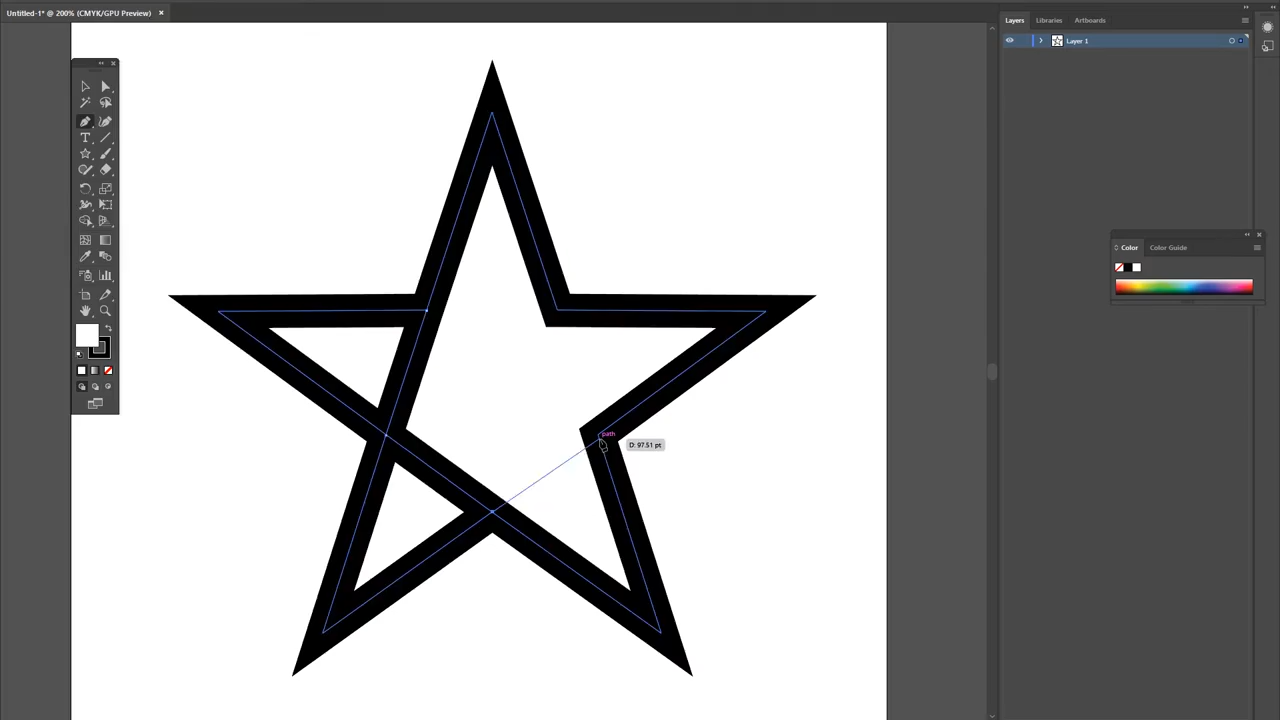 Untitled-1* @ 200% (CMYK/GPU Preview)
Layers
Libraries
Artboards
Layer 1
Color
Color Guide
path
D: 97.51 pt